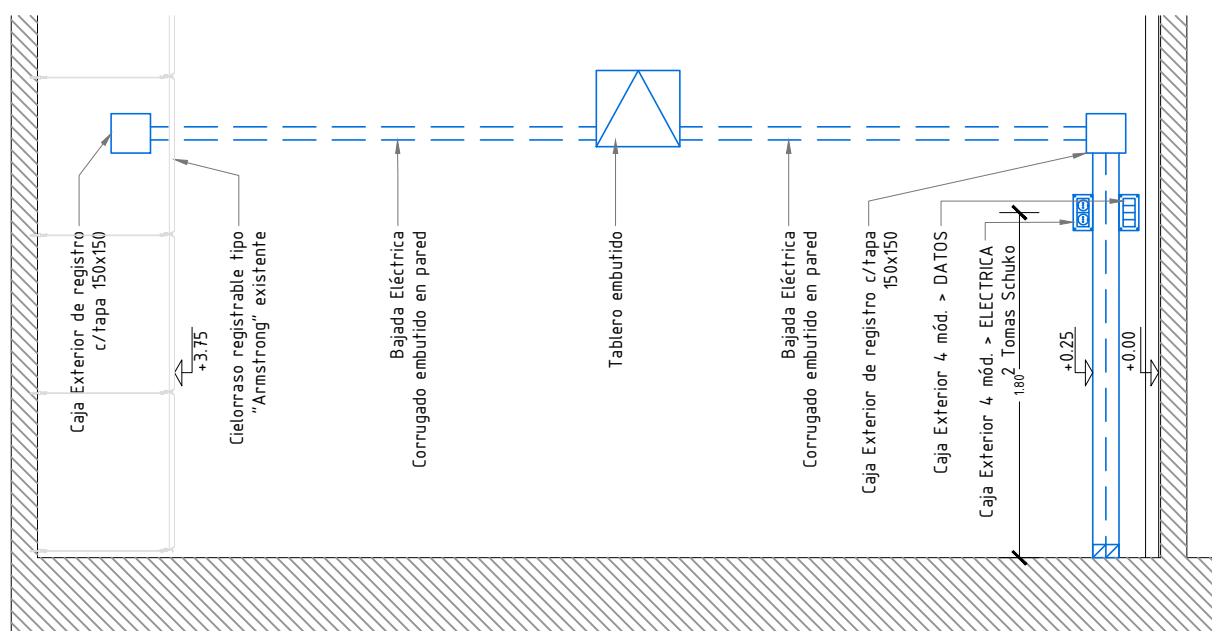 Caja Exterior de registro
c/tapa 150x150
+3.75
Cielorraso registrable tipo
"Armstrong" existente
Bajada Eléctrica
Corrugado embutido en pared
Tablero embutido
Bajada Eléctrica
Corrugado embutido en pared
Caja Exterior de registro c/tapa
150x150
Caja Exterior 4 mód. > DATOS
Caja Exterior 4 mód. > ELECTRICA
2 Tomas Schuko
1.80
+0.25
+0.00